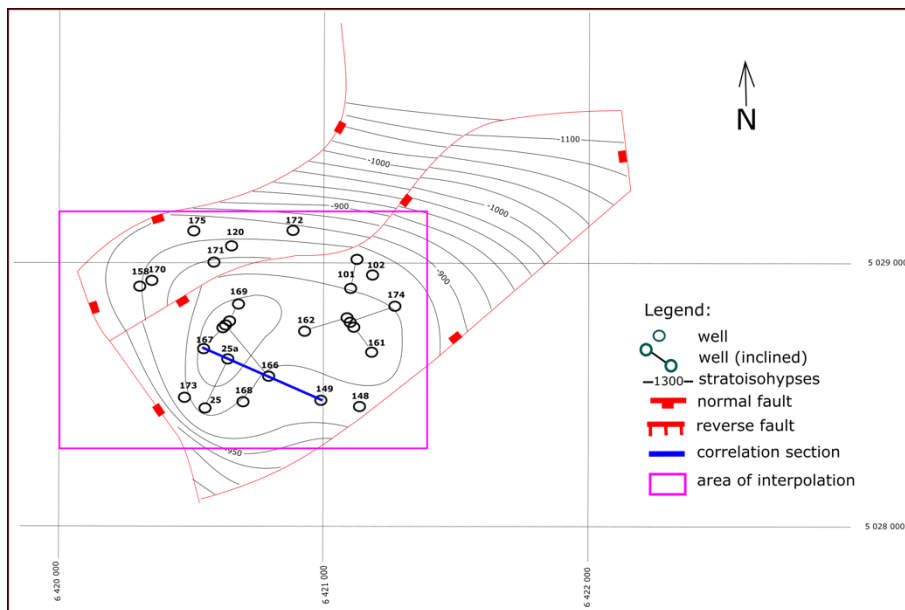 -1100
N
-1000
-900
175
172
120
-1000
171
5 029 000
102
158
170
101
-900
169
174
Legend:
162
well
167
25a
161
well (inclined)
166
—1300— stratoisohypses
173
25
168
149
148
normal fault
reverse fault
-950
correlation section
area of interpolation
5 028 000
6 420 000
6 421 000
6 422 000